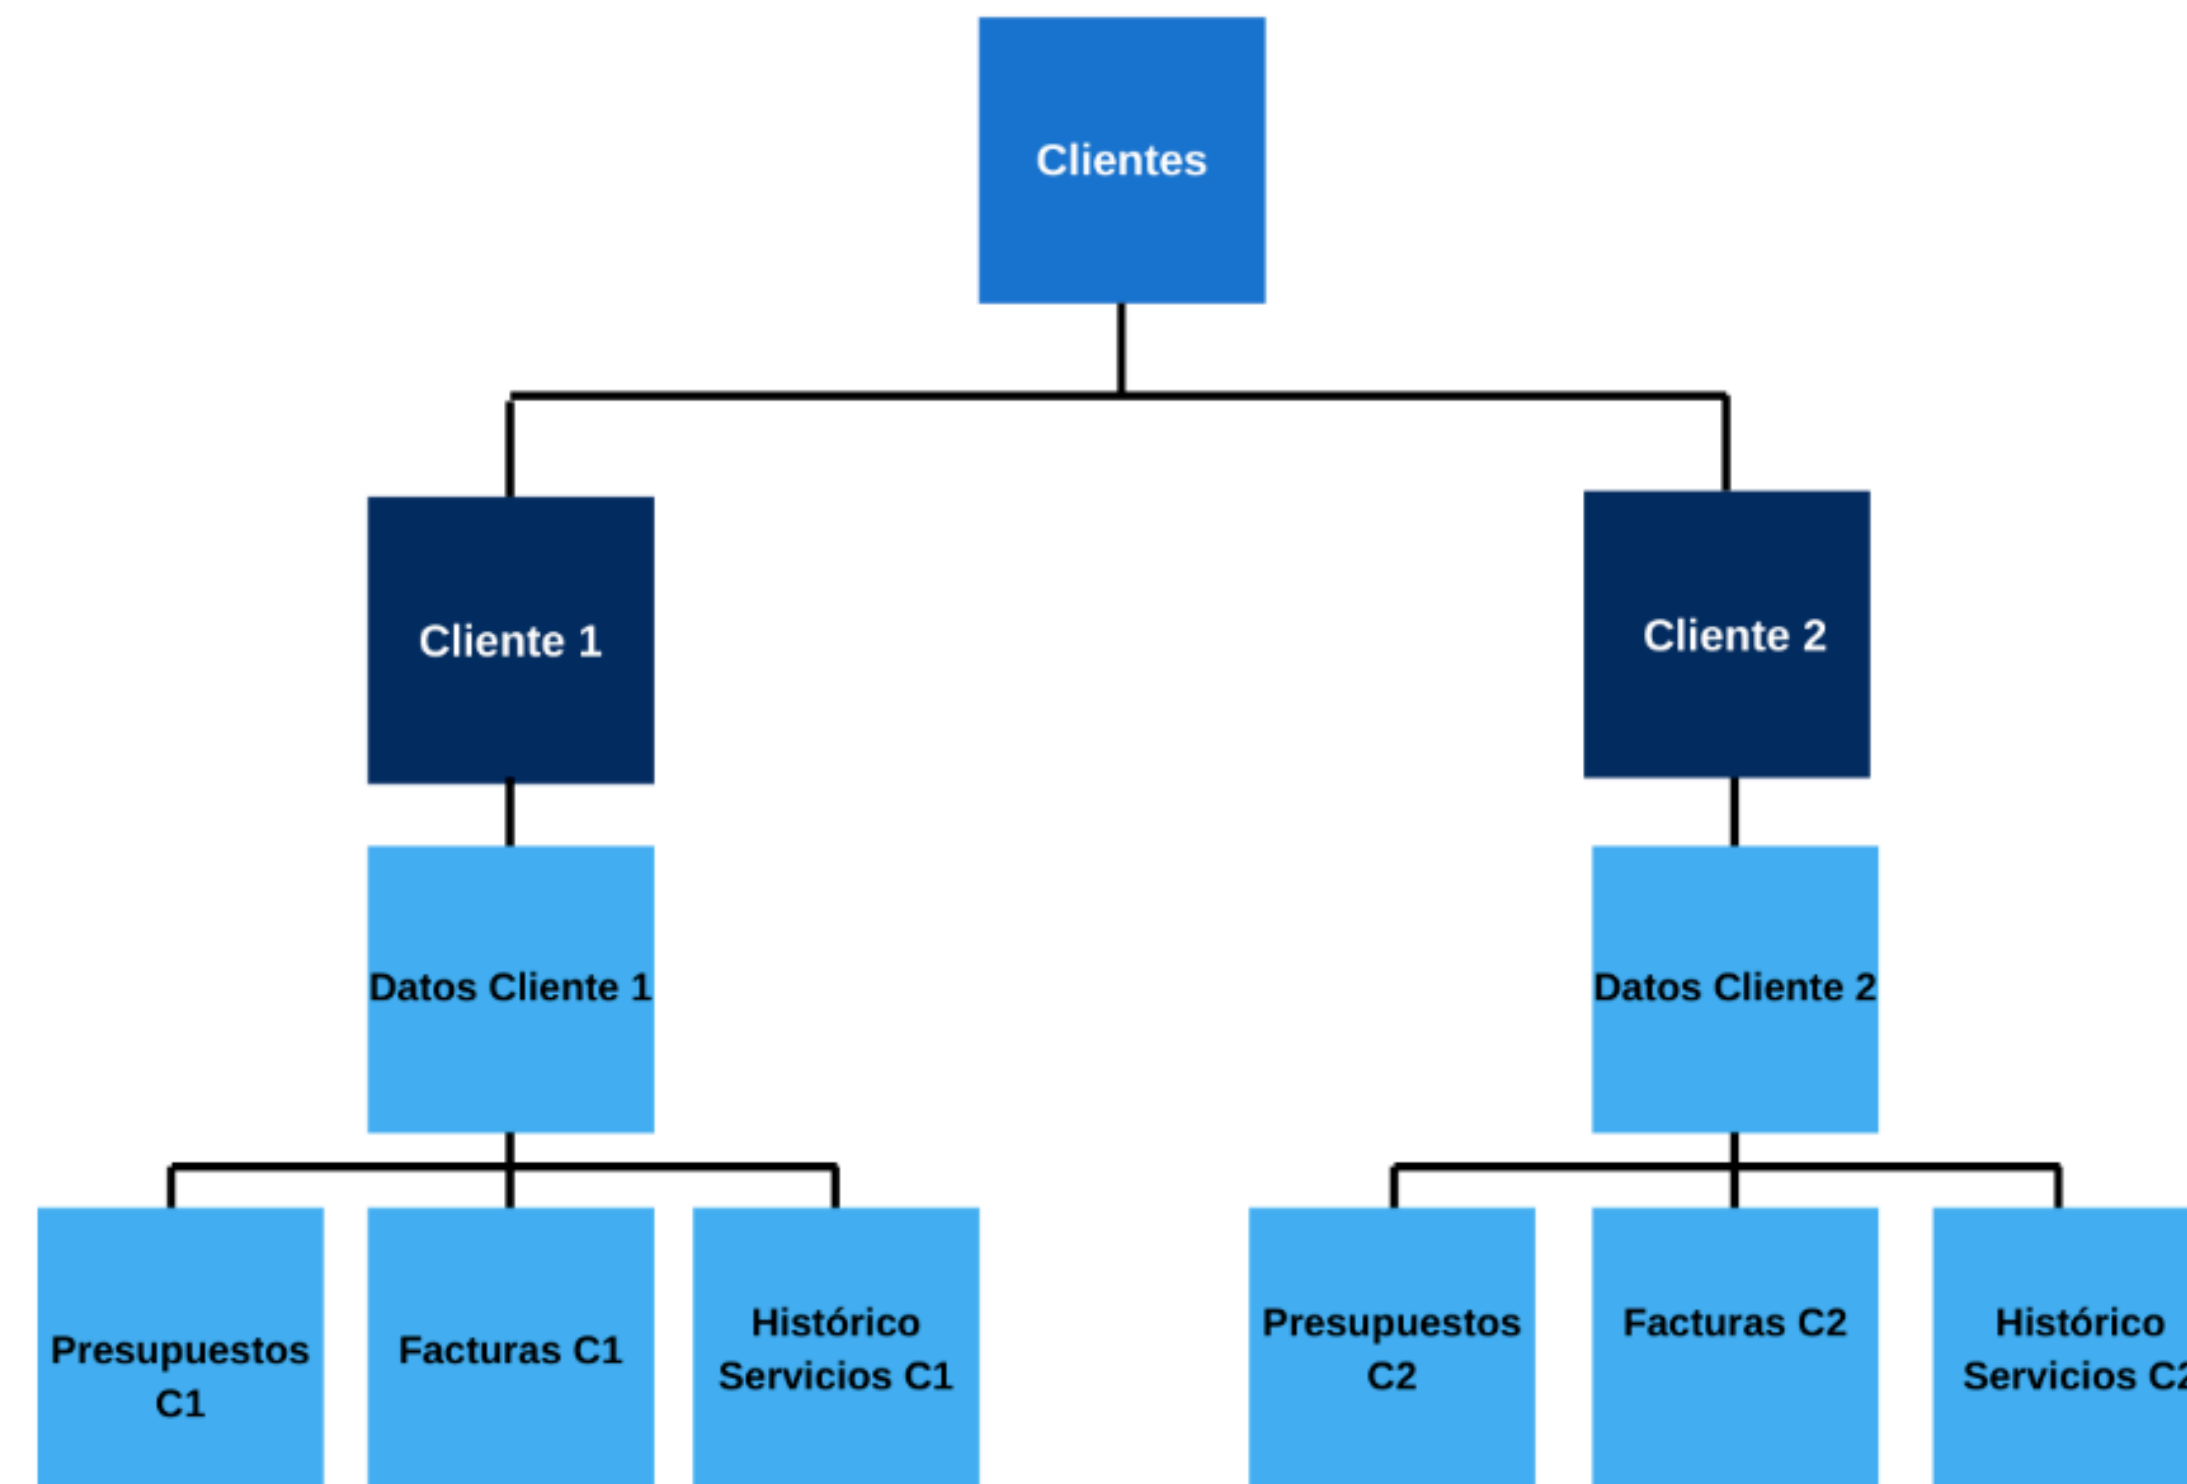 Clientes
Cliente 1
Cliente 2
Datos Cliente 1
Datos Cliente 2
Presupuestos
C1
Facturas C1
Histórico
Servicios C1
Presupuestos
C2
Facturas C2
Histórico
Servicios C2